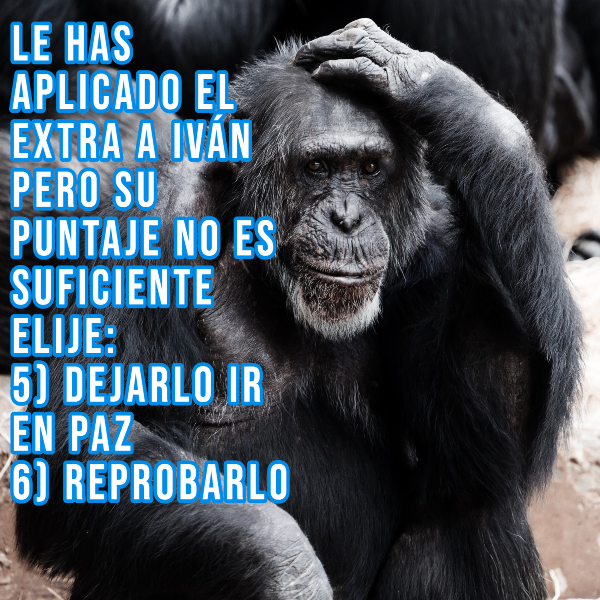 LE HAS
APLICADO EL
EXTRA A IVÁN
PERO SU
PUNTAJE NO ES
SUFICIENTE
ELIJE:
5) DEJARLO IR
EN PAZ
6) REPROBARLO